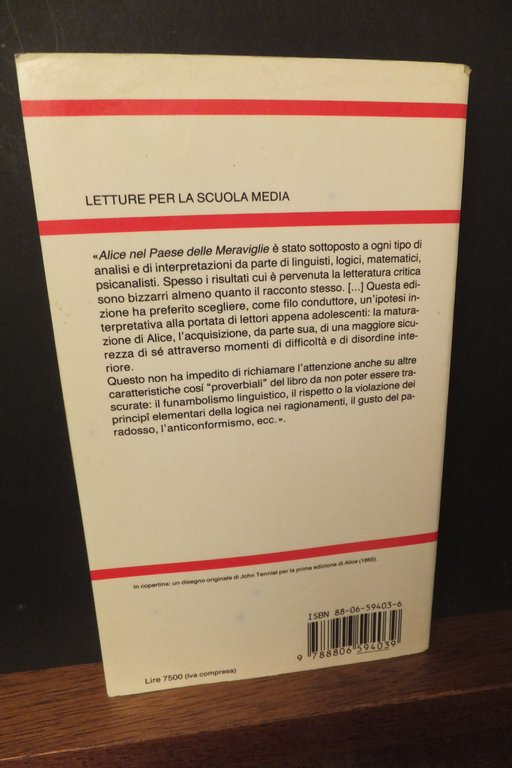 LETTURE PER LA SCUOLA MEDIA
«Alice nel Paese delle Meraviglie è stato sottoposto a ogni tipo di
analisi e di interpretazioni da parte di linguisti, logici, matematici,
psicanalisti. Spesso i risultati cui è pervenuta la letteratura critica
sono bizzarri almeno quanto il racconto stesso. [...] Questa edi-
zione ha preferito scegliere, come filo conduttore, un'ipotesi in-
terpretativa alla portata di lettori appena adolescenti: la matura-
zione di Alice, l'acquisizione, da parte sua, di una maggiore sicu-
rezza di sé attraverso momenti di difficoltà e di disordine inte-
riore.
Questo non ha impedito di richiamare l'attenzione anche su altre
caratteristiche cosí "proverbiali" del libro da non poter essere tra-
scurate: il funambolismo linguistico, il rispetto o la violazione dei
principî elementari della logica nei ragionamenti, il gusto del pa-
radosso, l'anticonformismo, ecc.».
In copertina: un disegno originale di John Tenniel per la prima edizione di Alice (1865).
ISBN 88-06-59403-6
9 788806 594039
Lire 7500 (iva compresa)